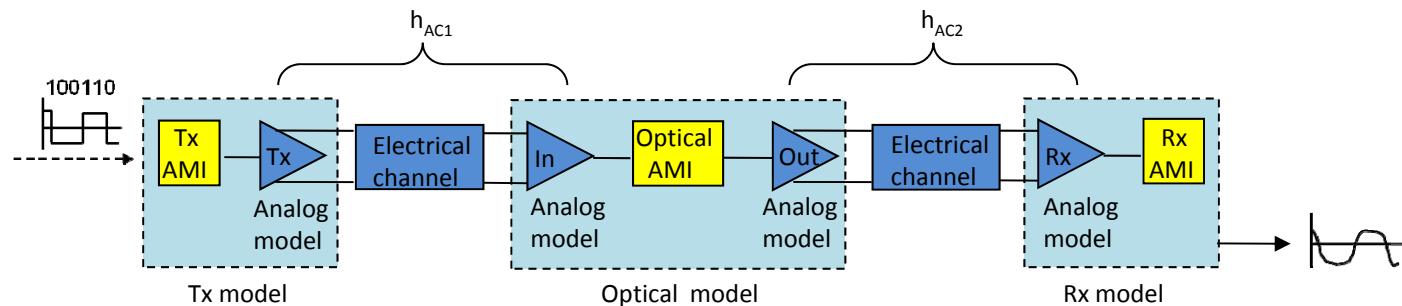 h_AC1
h_AC2
100110
Tx
AMI
Tx
Electrical
channel
In
Optical
AMI
Out
Electrical
channel
Rx
Rx
AMI
Analog
model
Analog
model
Analog
model
Analog
model
Tx model
Optical model
Rx model